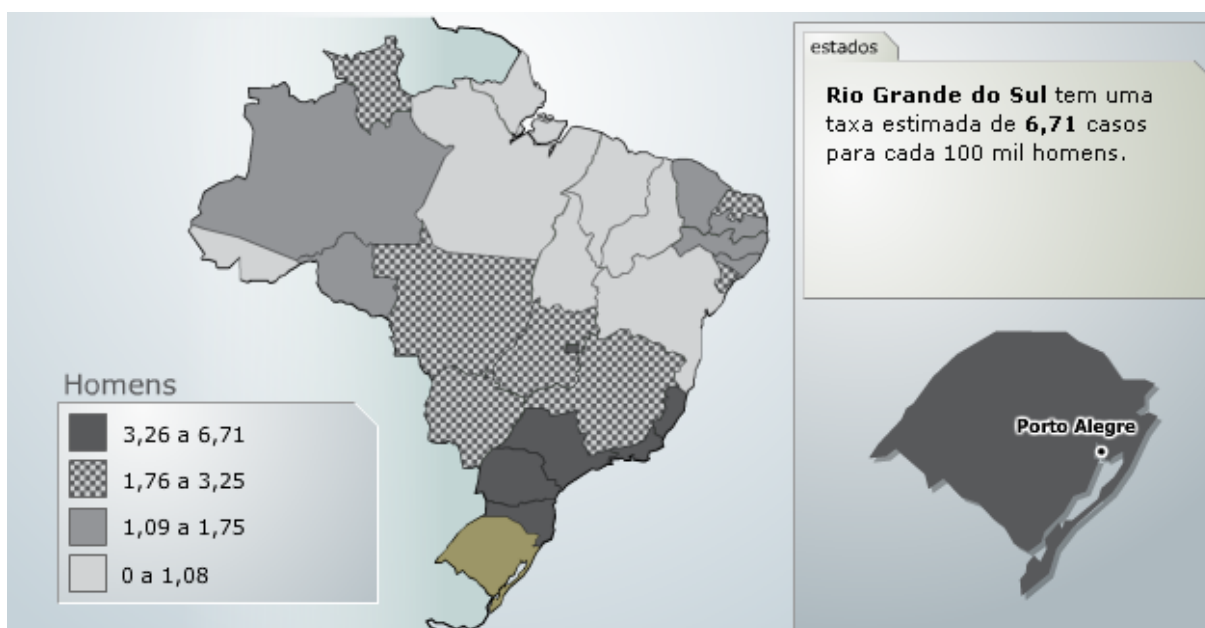 estados
Rio Grande do Sul tem uma
taxa estimada de 6,71 casos
para cada 100 mil homens.
Homens
3,26 a 6,71
1,76 a 3,25
1,09 a 1,75
0 a 1,08
Porto Alegre